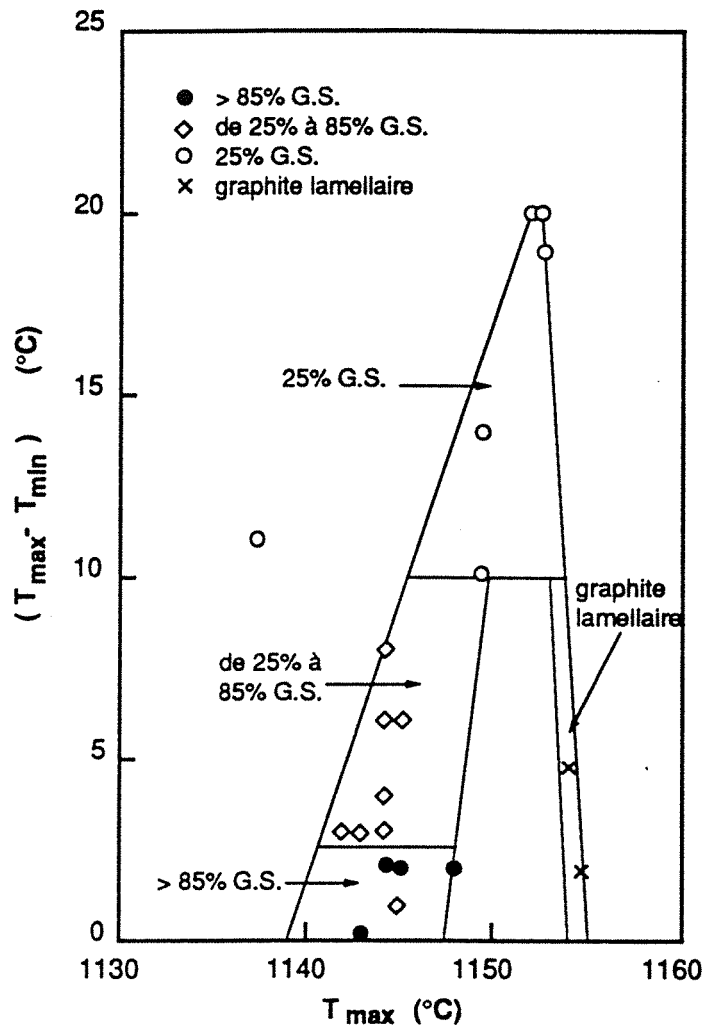 25
> 85% G.S.
de 25% à 85% G.S.
25% G.S.
graphite lamellaire
20
(Tmax- Tmin) (°C)
25% G.S.
15
10
graphite
lamellaire
de 25% à
85% G.S.
5
> 85% G.S.
0
1130 1140 1150 1160
Tmax (°C)